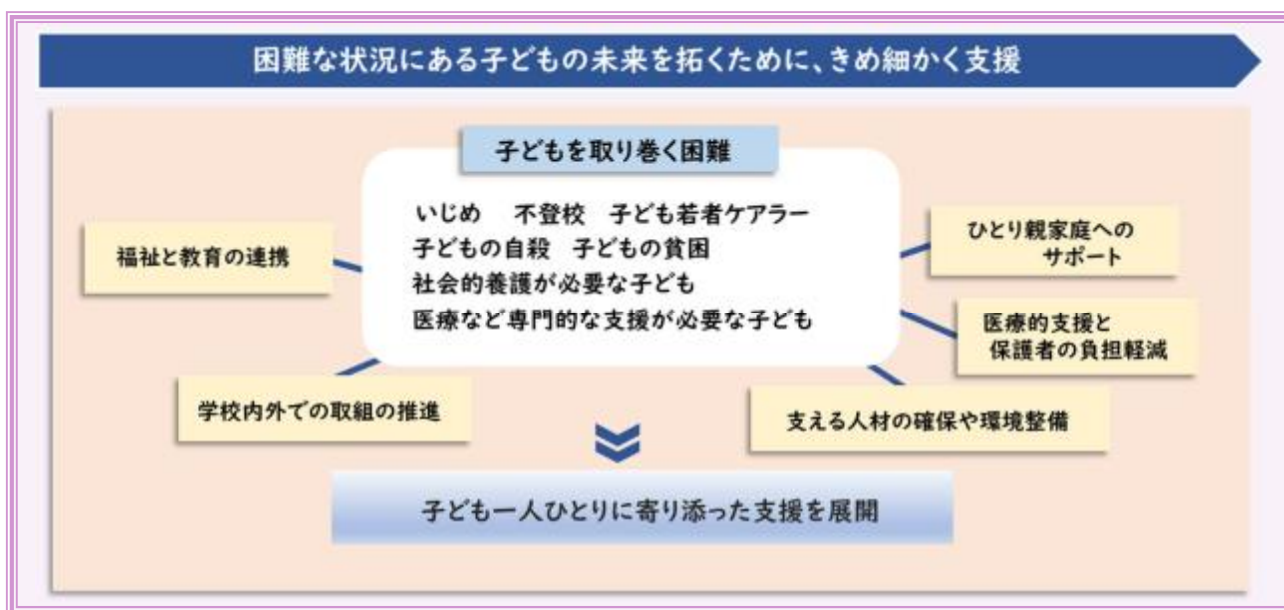 困難な状況にある子どもの未来を拓くために、きめ細かく支援
子どもを取り巻く困難
いじめ 不登校 子ども若者ケアラー
子どもの自殺 子どもの貧困
社会的養護が必要な子ども
医療など専門的な支援が必要な子ども
福祉と教育の連携
学校内外での取組の推進
ひとり親家庭への
サポート
医療的支援と
保護者の負担軽減
支える人材の確保や環境整備
子ども一人ひとりに寄り添った支援を展開